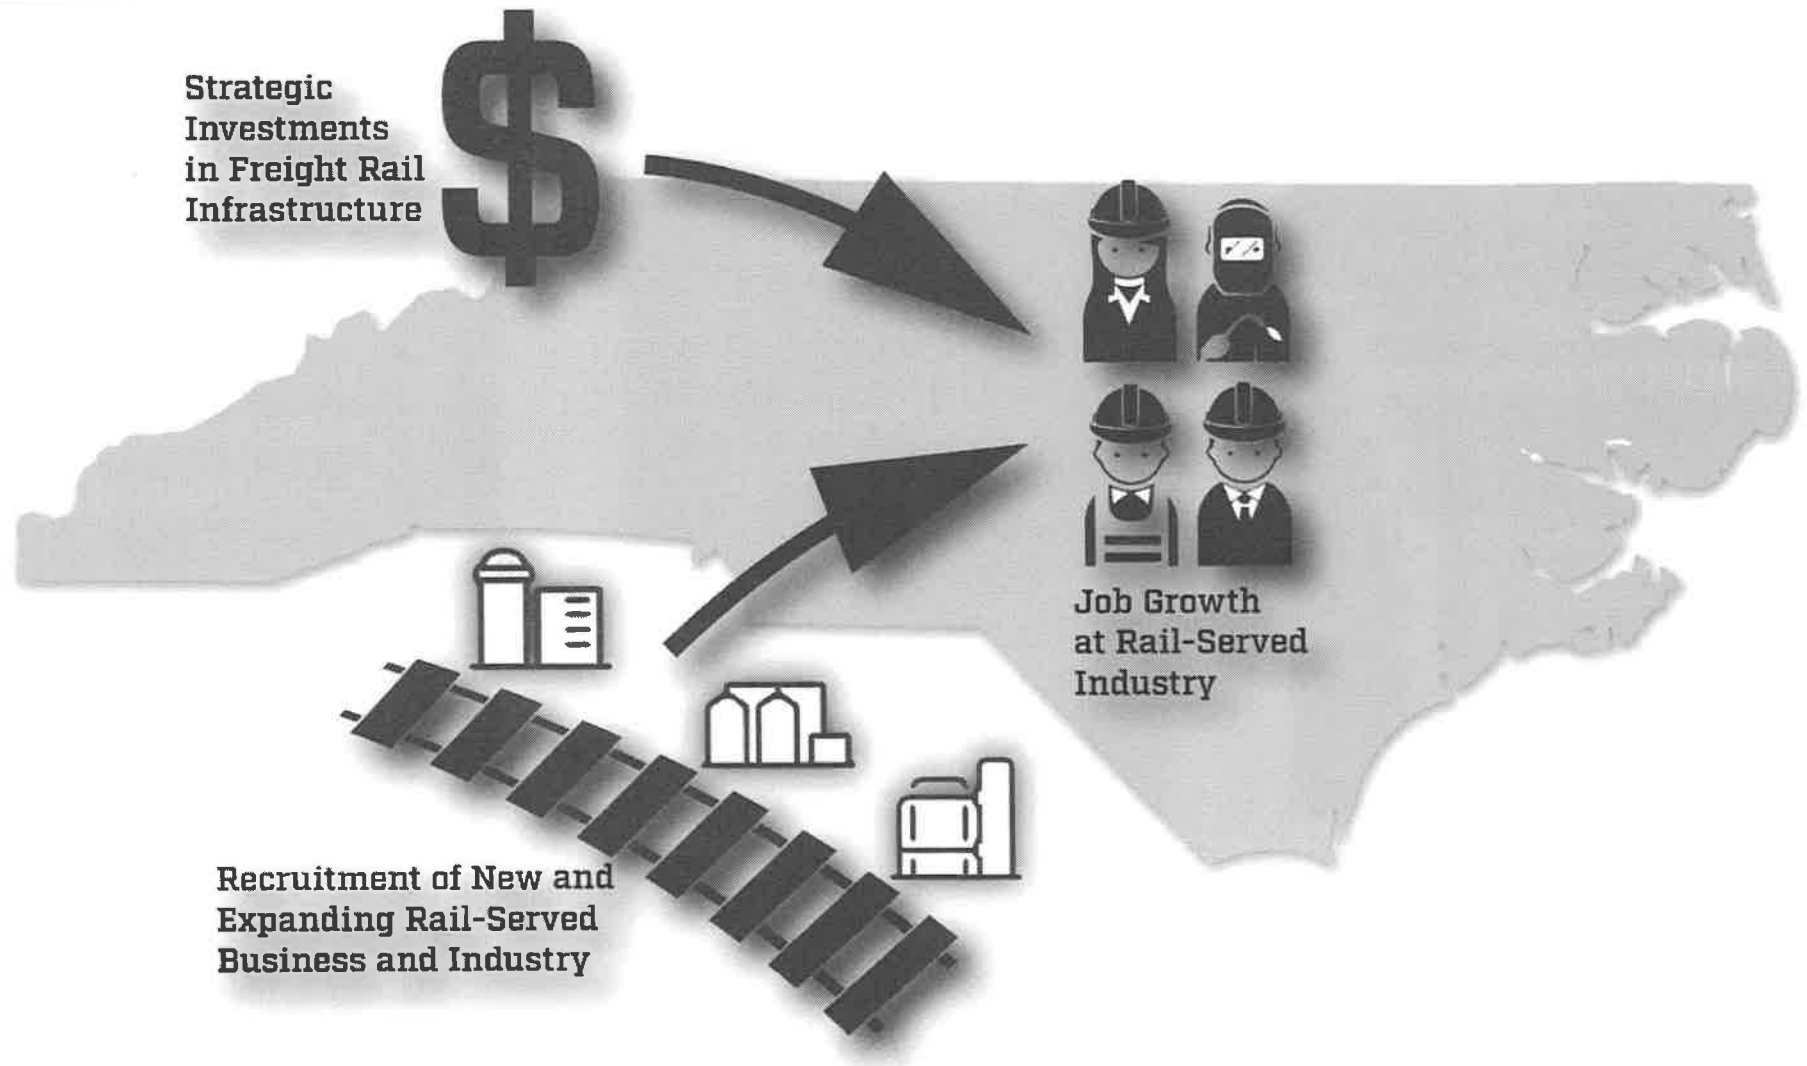 Strategic
Investments
in Freight Rail
Infrastructure
$
Job Growth
at Rail-Served
Industry
Recruitment of New and
Expanding Rail-Served
Business and Industry